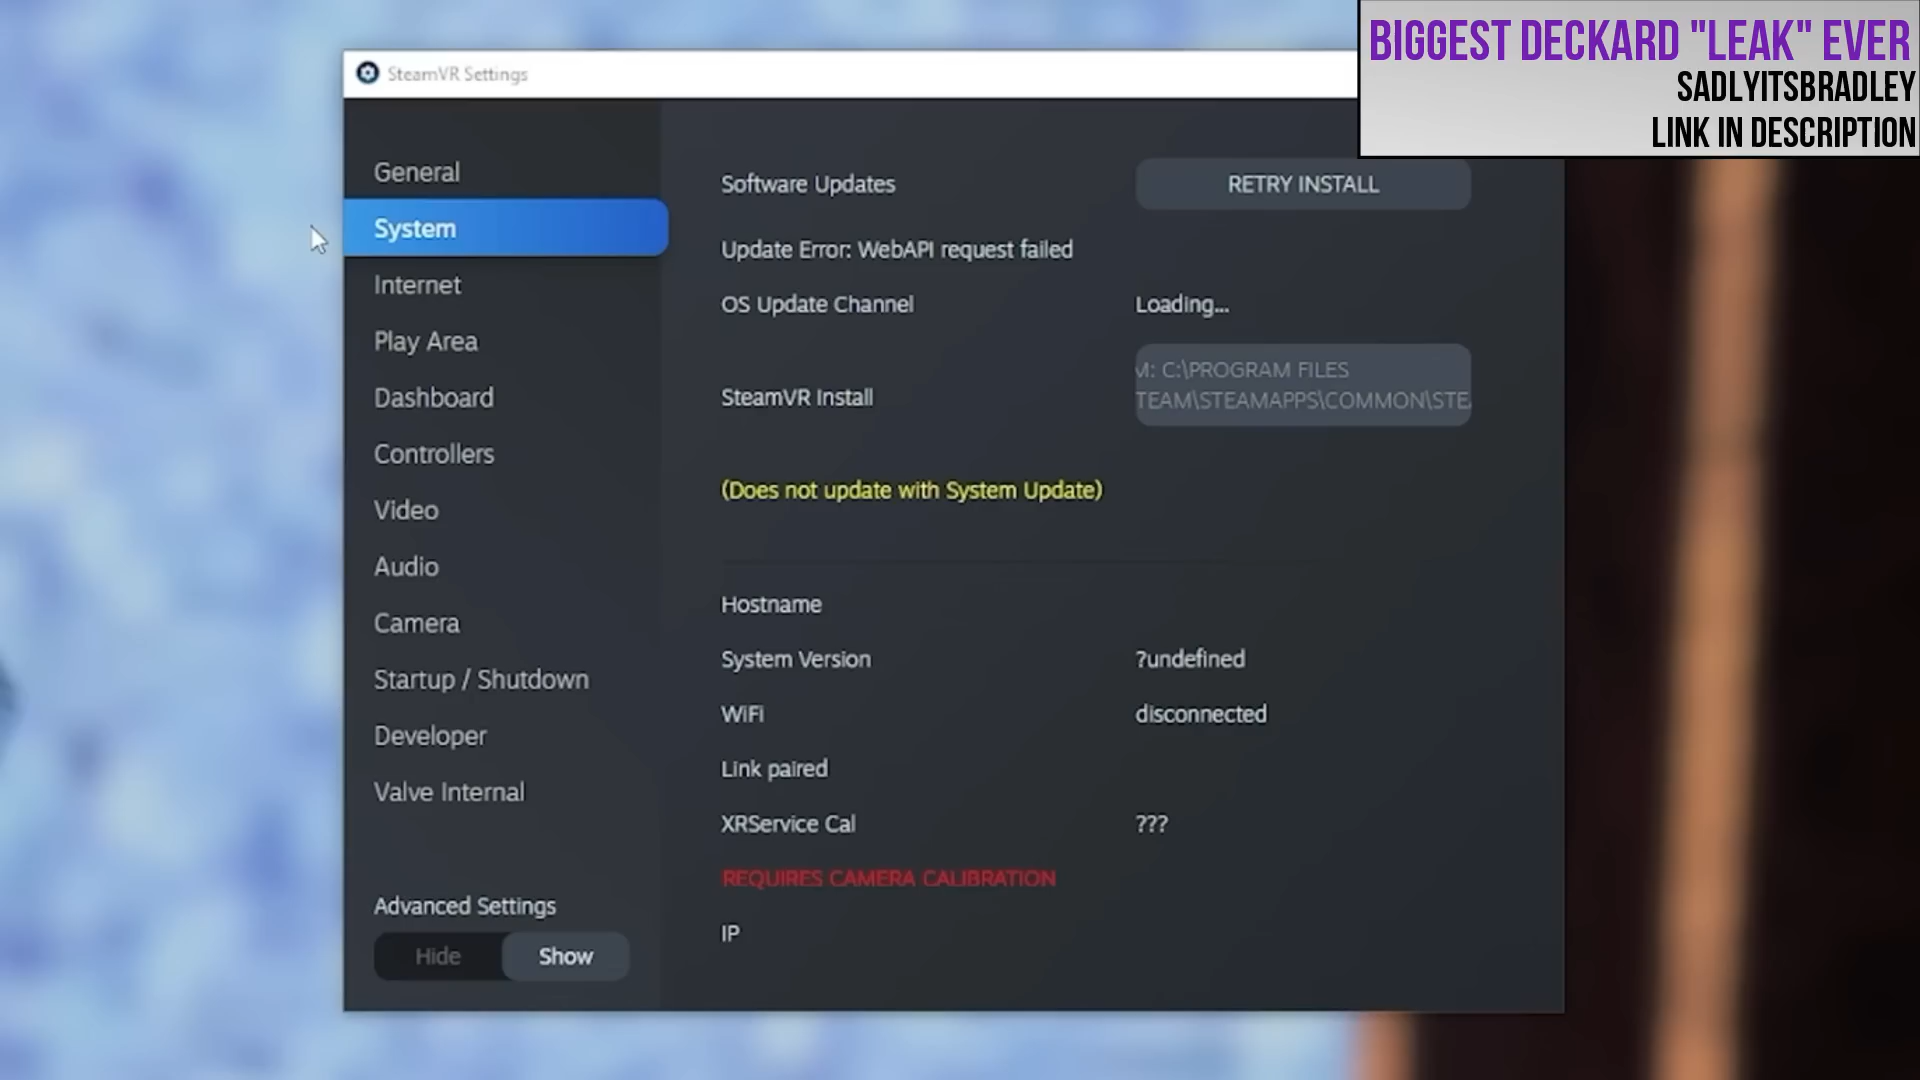 BIGGEST DECKARD "LEAK" EVER
SADLYITSBRADLEY
LINK IN DESCRIPTION
SteamVR Settings
General
System
Internet
Play Area
Dashboard
Controllers
Video
Audio
Camera
Startup / Shutdown
Developer
Valve Internal
Advanced Settings
Hide Show
Software Updates RETRY INSTALL
Update Error: WebAPI request failed
OS Update Channel Loading...
M: C:\PROGRAM FILES
SteamVR Install TEAM\STEAMAPPS\COMMON\STEA
(Does not update with System Update)
Hostname
System Version ?undefined
WiFi disconnected
Link paired
XRService Cal ???
REQUIRES CAMERA CALIBRATION
IP